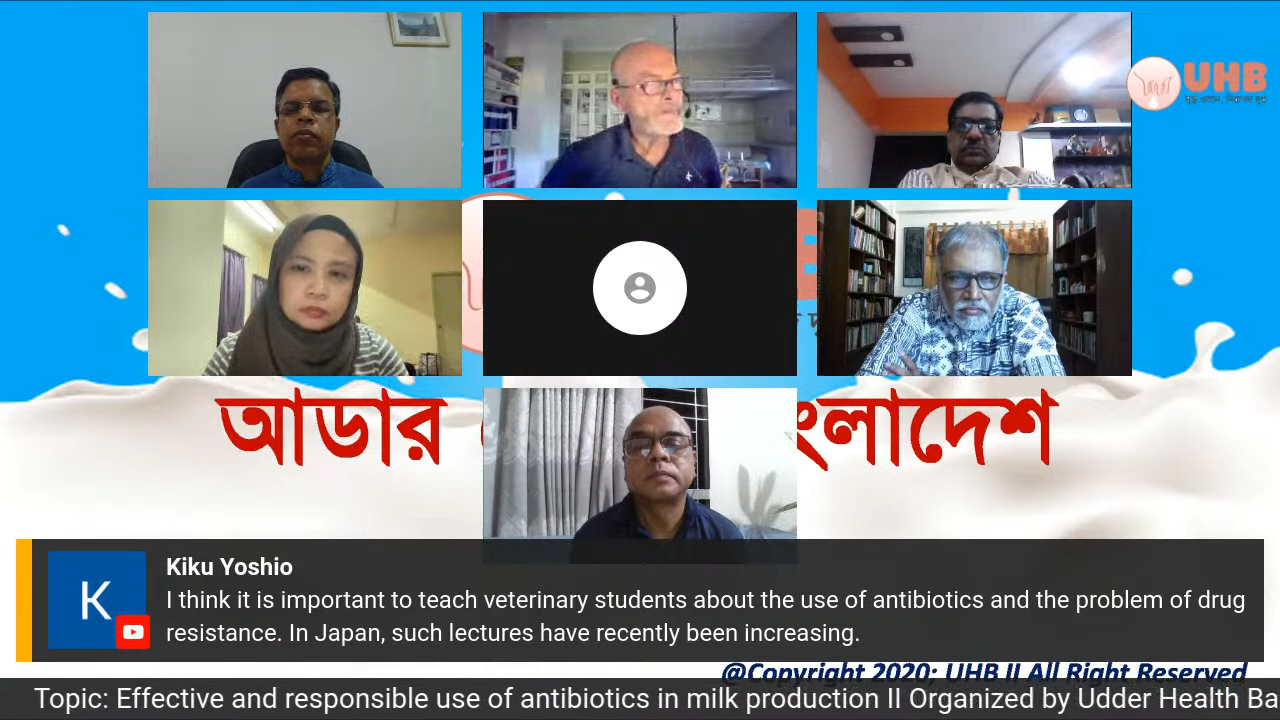 UHB
আডার
ংলাদেশ
K
Kiku Yoshio
I think it is important to teach veterinary students about the use of antibiotics and the problem of drug
resistance. In Japan, such lectures have recently been increasing.
@Copyright 2020; UHB II All Right Reserved
Topic: Effective and responsible use of antibiotics in milk production II Organized by Udder Health Ba